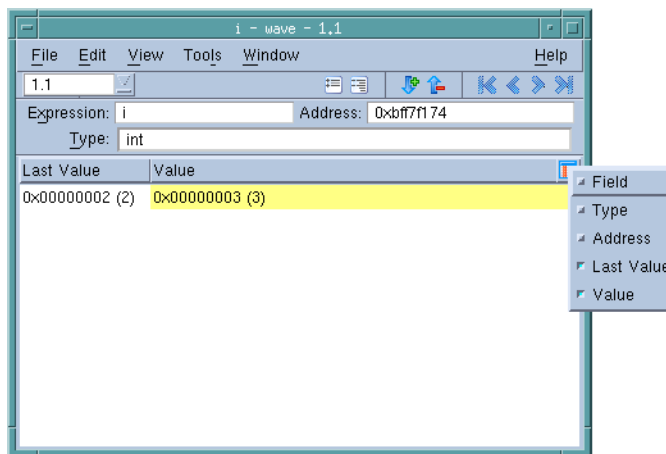 i - wave - 1.1
File Edit View Tools Window Help
1.1
Expression: i Address: 0xbff7f174
Type: int
Last Value Value
0x00000002 (2) 0x00000003 (3)
Field
Type
Address
Last Value
Value